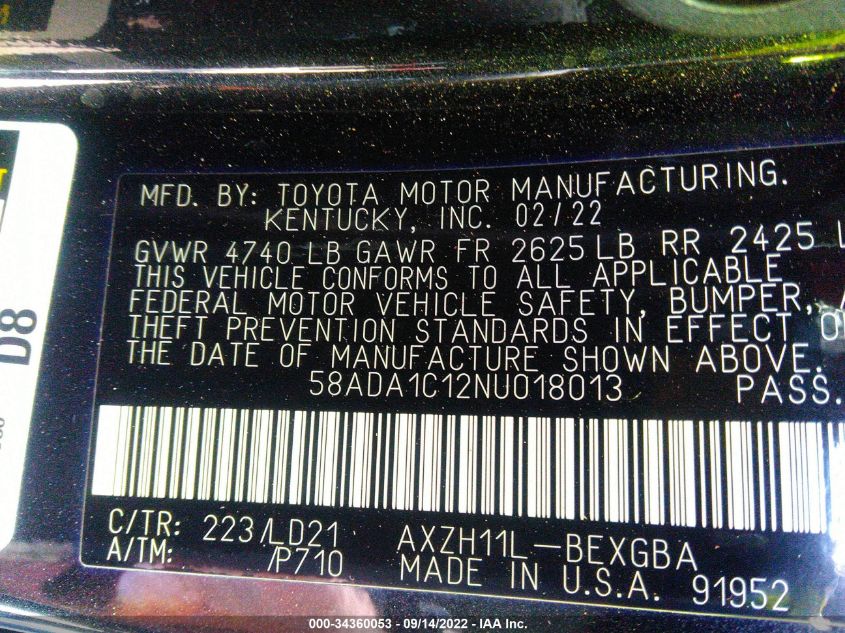 MFD. BY: TOYOTA MOTOR MANUFACTURING.
KENTUCKY, INC. 02/22
GVWR 4740 LB GAWR FR 2625 LB RR 2425 L
THIS VEHICLE CONFORMS TO ALL APPLICABLE
FEDERAL MOTOR VEHICLE SAFETY, BUMPER, A
THEFT PREVENTION STANDARDS IN EFFECT O
THE DATE OF MANUFACTURE SHOWN ABOVE.
58ADA1C12NU018013 PASS.
C/TR: 223/LD21 AXZH11L-BEXGBA
A/TM: /P710 MADE IN U.S.A. 91952
D8
000-34360053 / 09/14/2022 - IAA Inc.